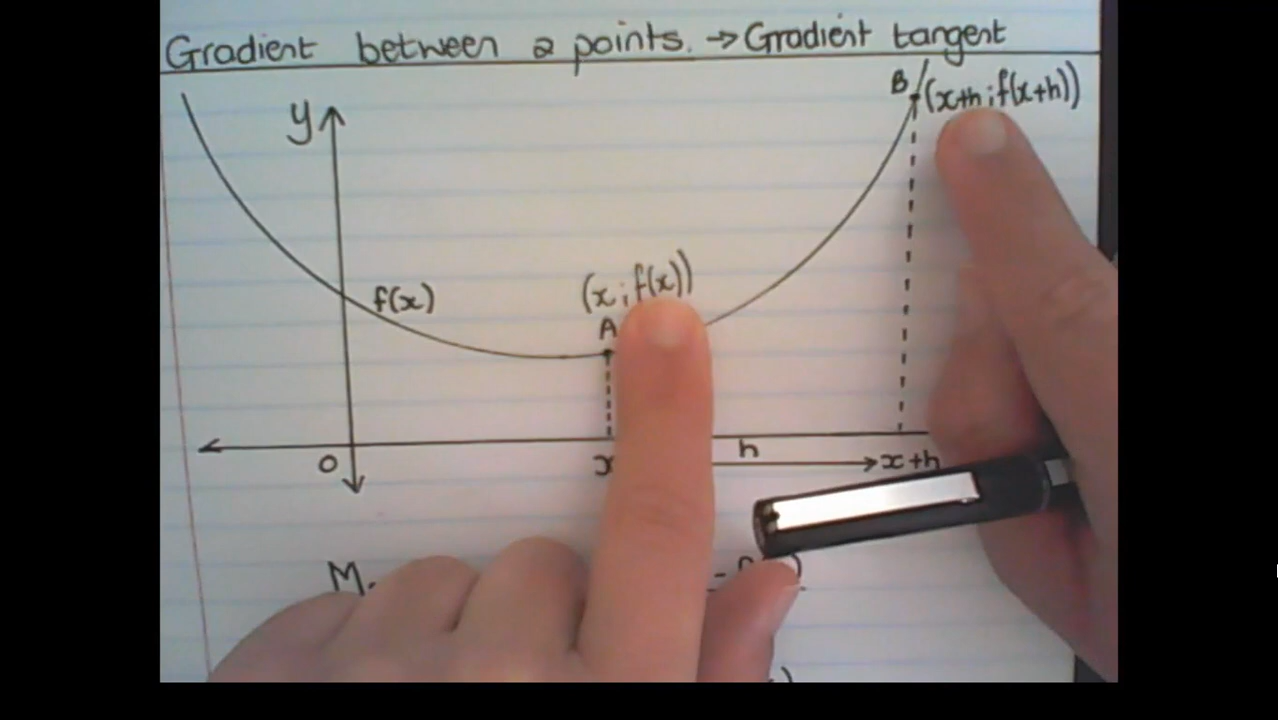 Gradient between 2 points. → Gradient tangent
B (x+h ; f(x+h))
y
(x ; f(x))
f(x)
A
h
0 x → x+h
M